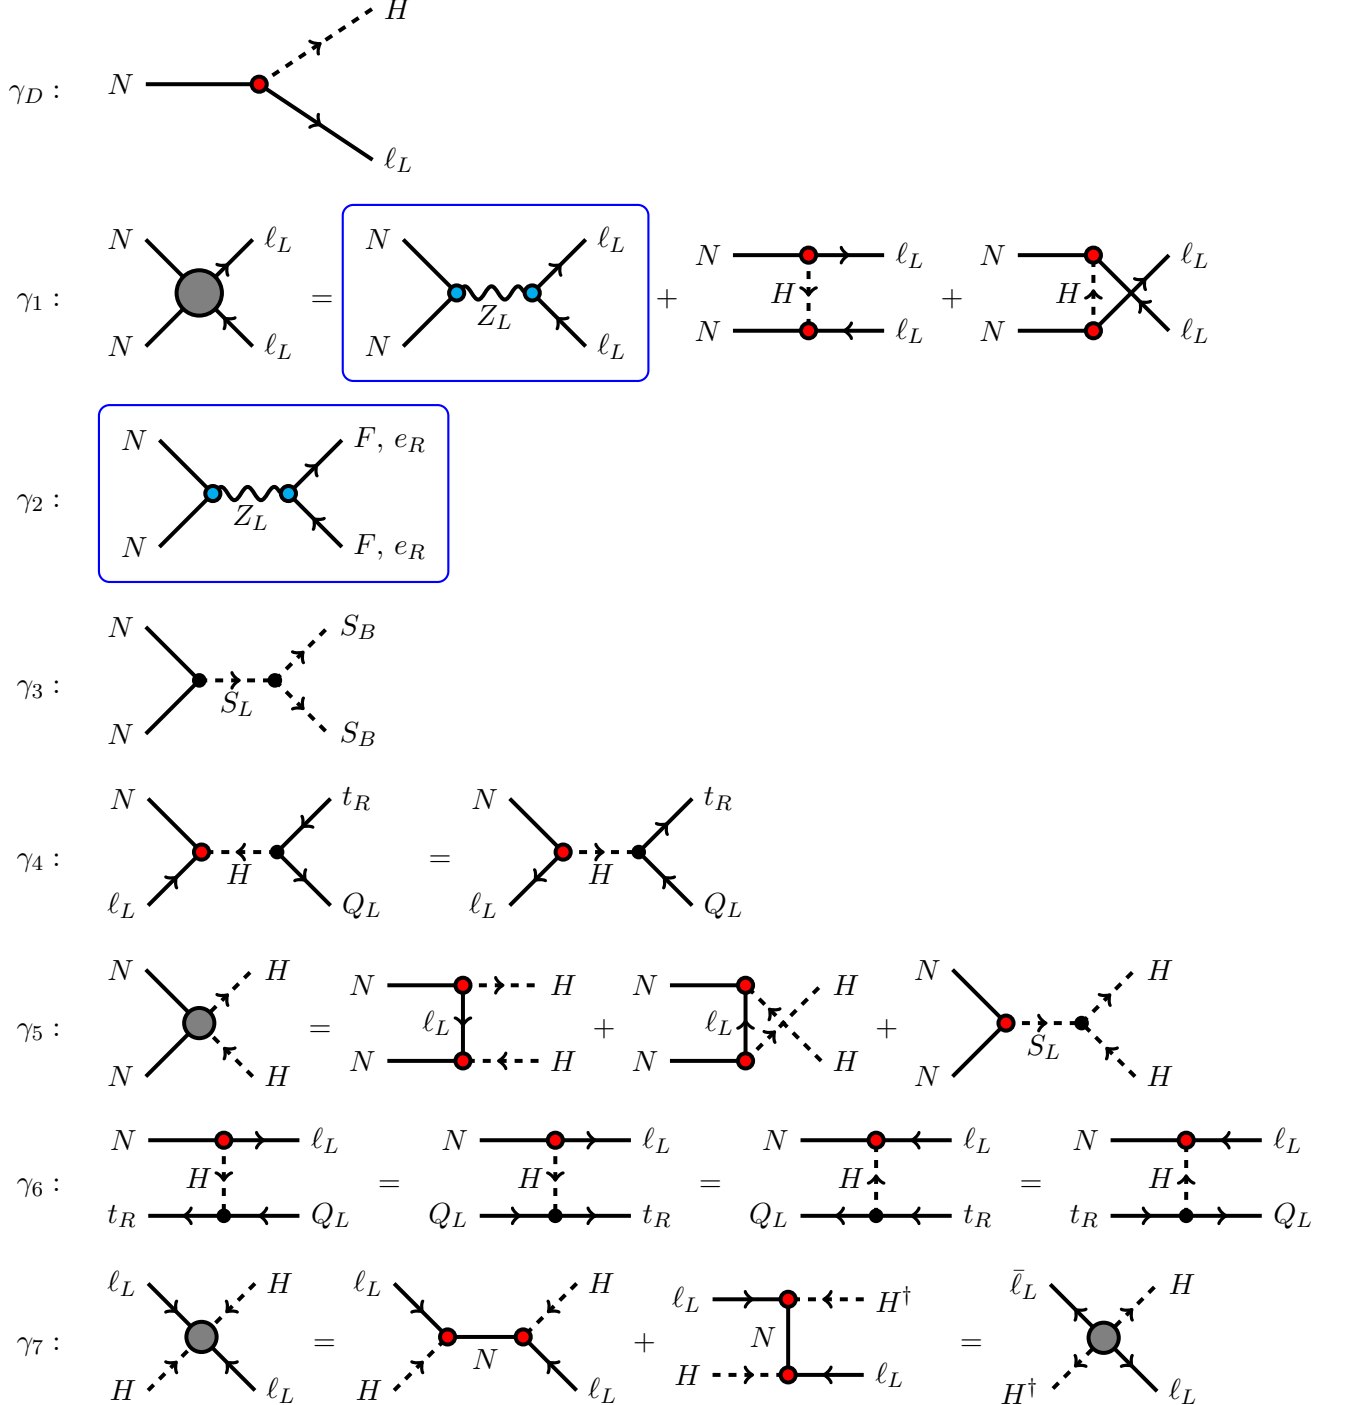 H
γ_D : N
ℓ_L
N ℓ_L N ℓ_L N ℓ_L N ℓ_L
γ_1 : = Z_L + H + H
N ℓ_L N ℓ_L N ℓ_L N ℓ_L
N F, e_R
γ_2 : Z_L
N F, e_R
N S_B
γ_3 : S_L
N S_B
N t_R N t_R
γ_4 : H = H
ℓ_L Q_L ℓ_L Q_L
N H N H N H N H
γ_5 : = ℓ_L + ℓ_L + S_L
N H N H N H N H
N ℓ_L N ℓ_L N ℓ_L N ℓ_L
γ_6 : H = H = H = H
t_R Q_L Q_L t_R Q_L t_R t_R Q_L
ℓ_L H ℓ_L H ℓ_L H† ℓ̄_L H
γ_7 : = N + N =
H ℓ_L H ℓ_L H ℓ_L H† ℓ_L